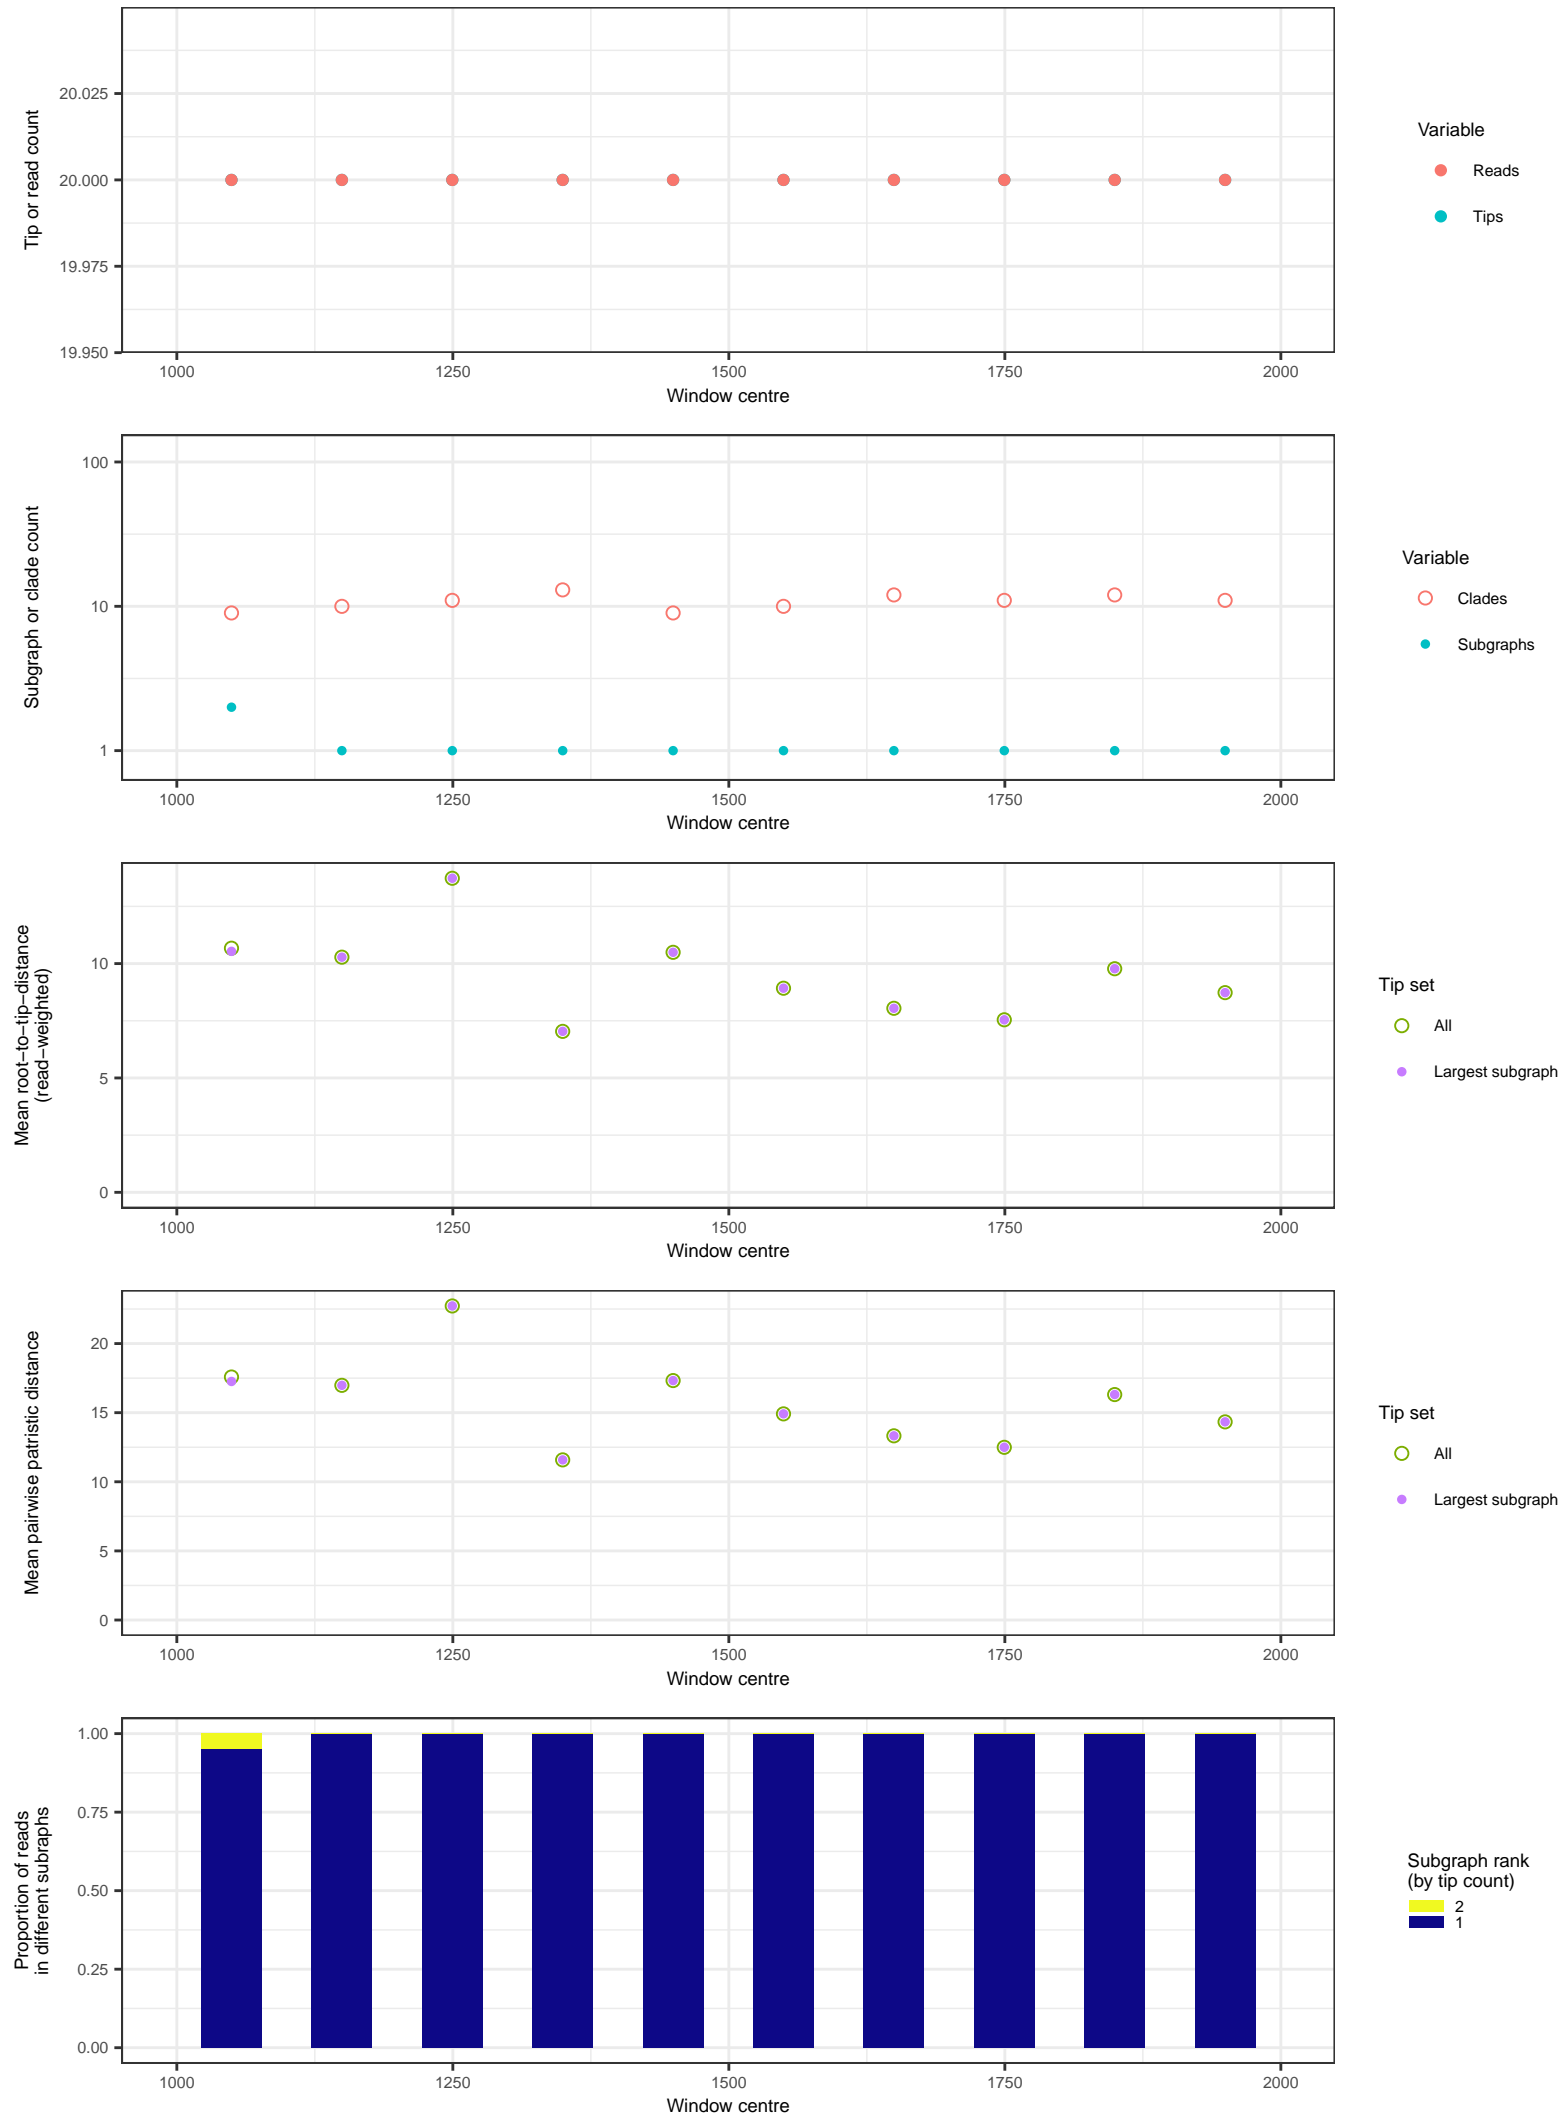 20.025
20.000
19.975
19.950
Tip or read count
1000 1250 1500 1750 2000
Window centre
Variable
Reads
Tips
100
10
1
Subgraph or clade count
1000 1250 1500 1750 2000
Window centre
Variable
Clades
Subgraphs
10
5
0
Mean root−to−tip−distance
(read−weighted)
1000 1250 1500 1750 2000
Window centre
Tip set
All
Largest subgraph
20
15
10
5
0
Mean pairwise patristic distance
1000 1250 1500 1750 2000
Window centre
Tip set
All
Largest subgraph
1.00
0.75
0.50
0.25
0.00
Proportion of reads
in different subraphs
1000 1250 1500 1750 2000
Window centre
Subgraph rank
(by tip count)
2
1